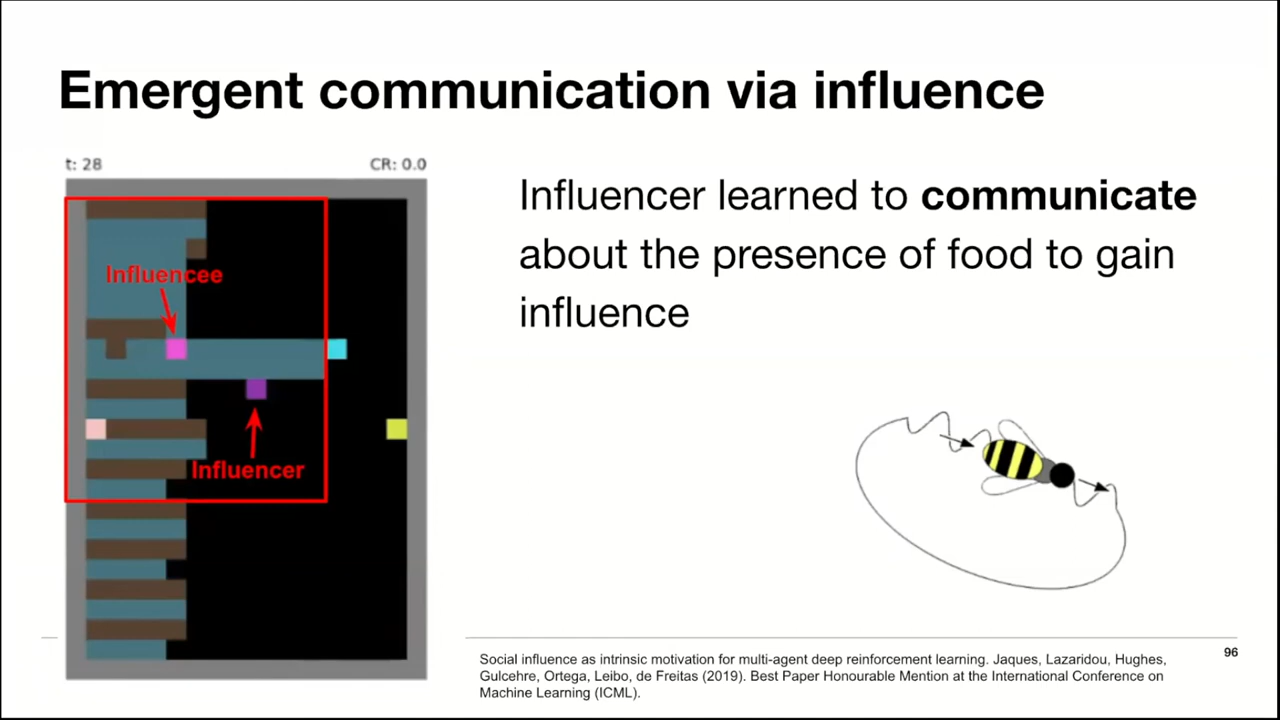 Emergent communication via influence
t: 28
CR: 0.0
Influencer learned to communicate
about the presence of food to gain
influence
Influencee
Influencer
Social influence as intrinsic motivation for multi-agent deep reinforcement learning. Jaques, Lazaridou, Hughes,
Gulcehre, Ortega, Leibo, de Freitas (2019). Best Paper Honourable Mention at the International Conference on
Machine Learning (ICML).
96